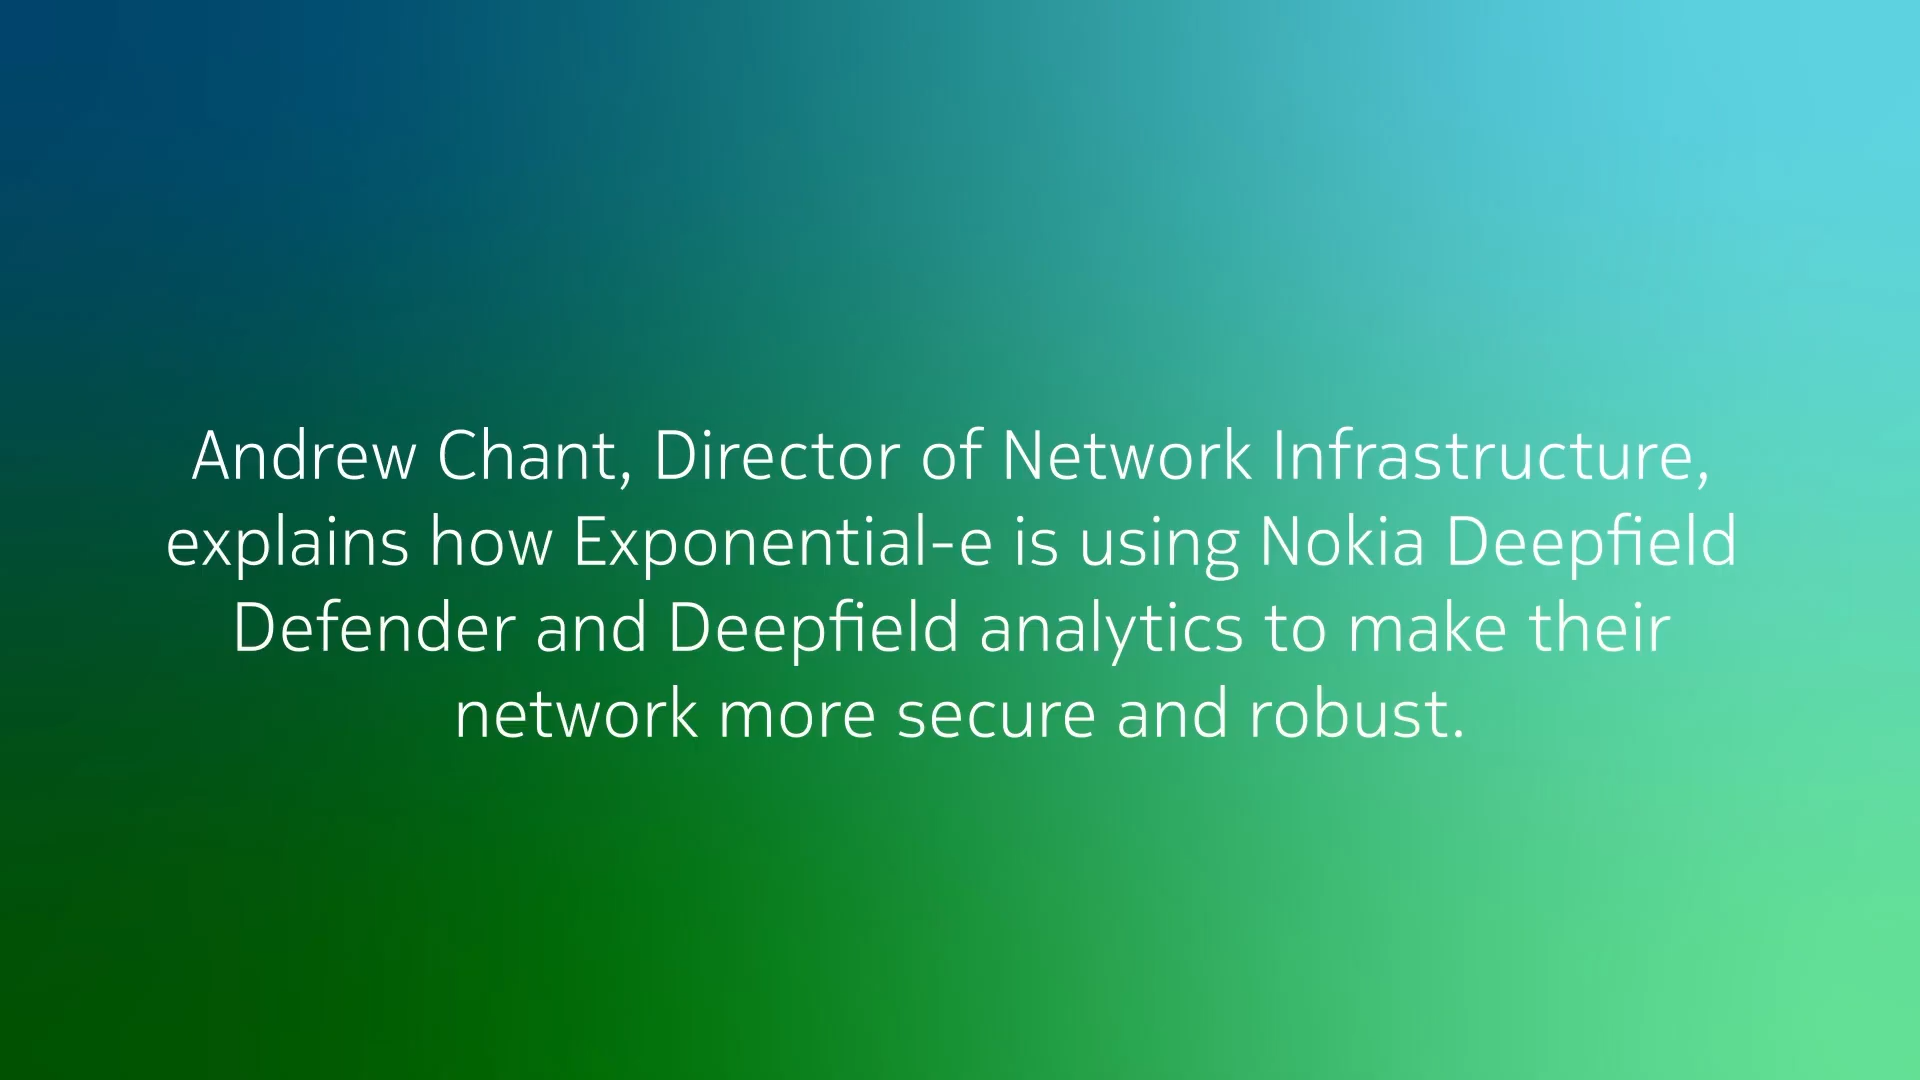 Andrew Chant, Director of Network Infrastructure,
explains how Exponential-e is using Nokia Deepfield
Defender and Deepfield analytics to make their
network more secure and robust.